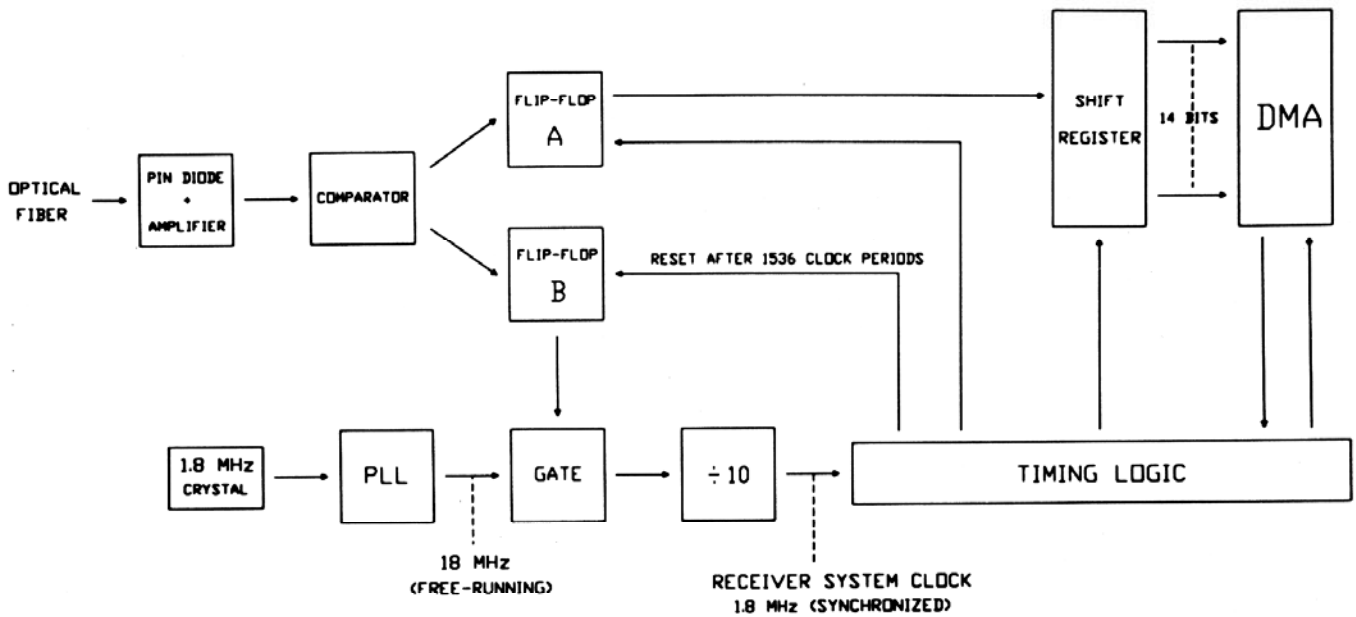 OPTICAL
FIBER
PIN DIODE
+
AMPLIFIER
COMPARATOR
FLIP-FLOP
A
FLIP-FLOP
B
RESET AFTER 1536 CLOCK PERIODS
SHIFT
REGISTER
14 BITS
DMA
1.8 MHz
CRYSTAL
PLL
GATE
÷10
TIMING LOGIC
18 MHz
(FREE-RUNNING)
RECEIVER SYSTEM CLOCK
1.8 MHz (SYNCHRONIZED)